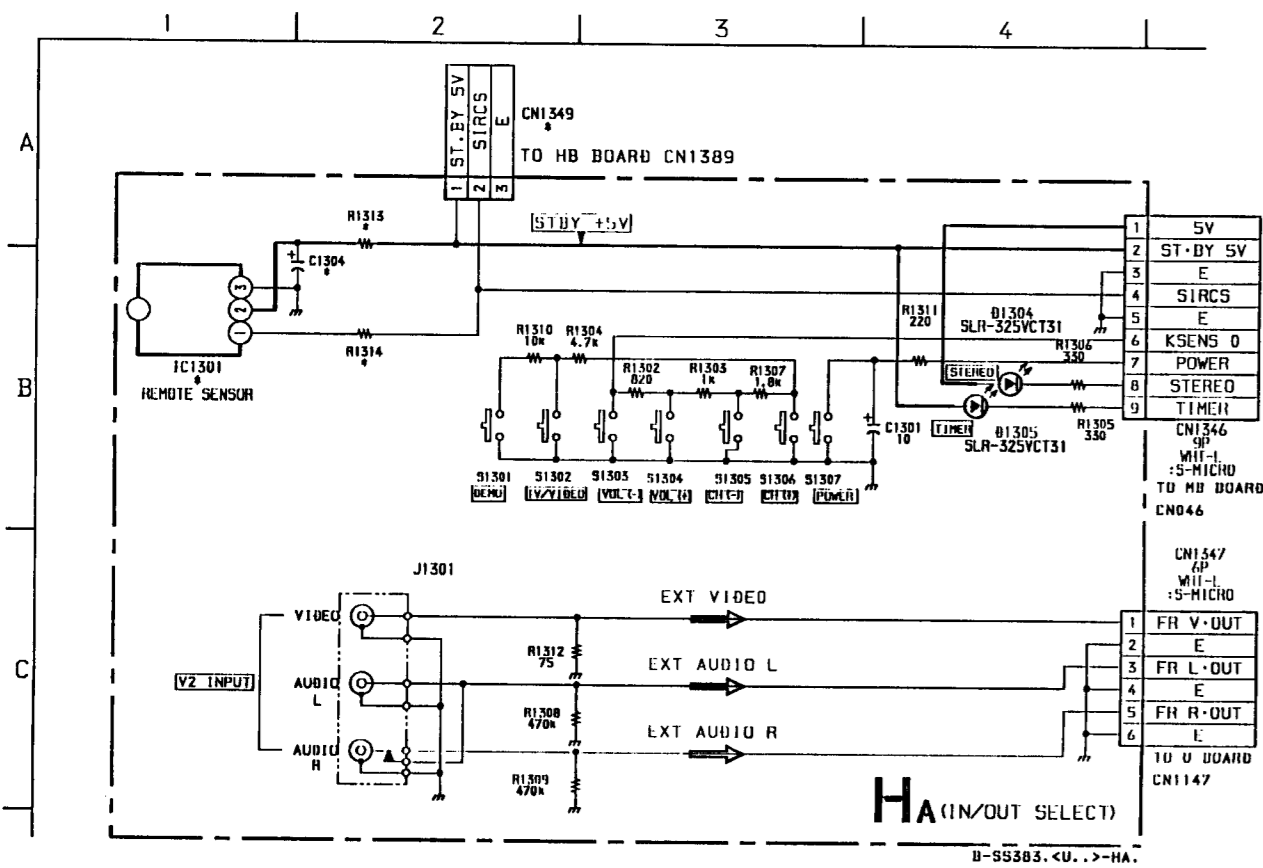 1 2 3 4
A
B
C
ST.BY 5V
SIRCS
E
1 2 3
CN1349
*
TO HB BOARD CN1389
R1313
*
STBY +5V
C1304
*
3
2
1
IC1301
*
REMOTE SENSOR
R1314
*
R1310
10k
R1304
4.7k
R1302
820
R1303
1k
R1307
1.8k
R1311
220
D1304
SLR-325VCT31
R1306
330
STEREO
TIMER
D1305
SLR-325VCT31
R1305
330
C1301
10
S1301
DEMO
S1302
TV/VIDEO
S1303
VOL (-)
S1304
VOL (+)
S1305
CH (-)
S1306
CH (+)
S1307
POWER
1 5V
2 ST·BY 5V
3 E
4 SIRCS
5 E
6 KSENS 0
7 POWER
8 STEREO
9 TIMER
CN1346
9P
WHT-L
:S-MICRO
TO MB BOARD
CN046
CN1347
6P
WHT-L
:S-MICRO
1 FR V·OUT
2 E
3 FR L·OUT
4 E
5 FR R·OUT
6 E
TO U BOARD
CN1147
J1301
VIDEO
V2 INPUT
AUDIO
L
AUDIO
R
R1312
75
R1308
470k
R1309
470k
EXT VIDEO
EXT AUDIO L
EXT AUDIO R
HA (IN/OUT SELECT)
B-SS383.<U..>-HA.